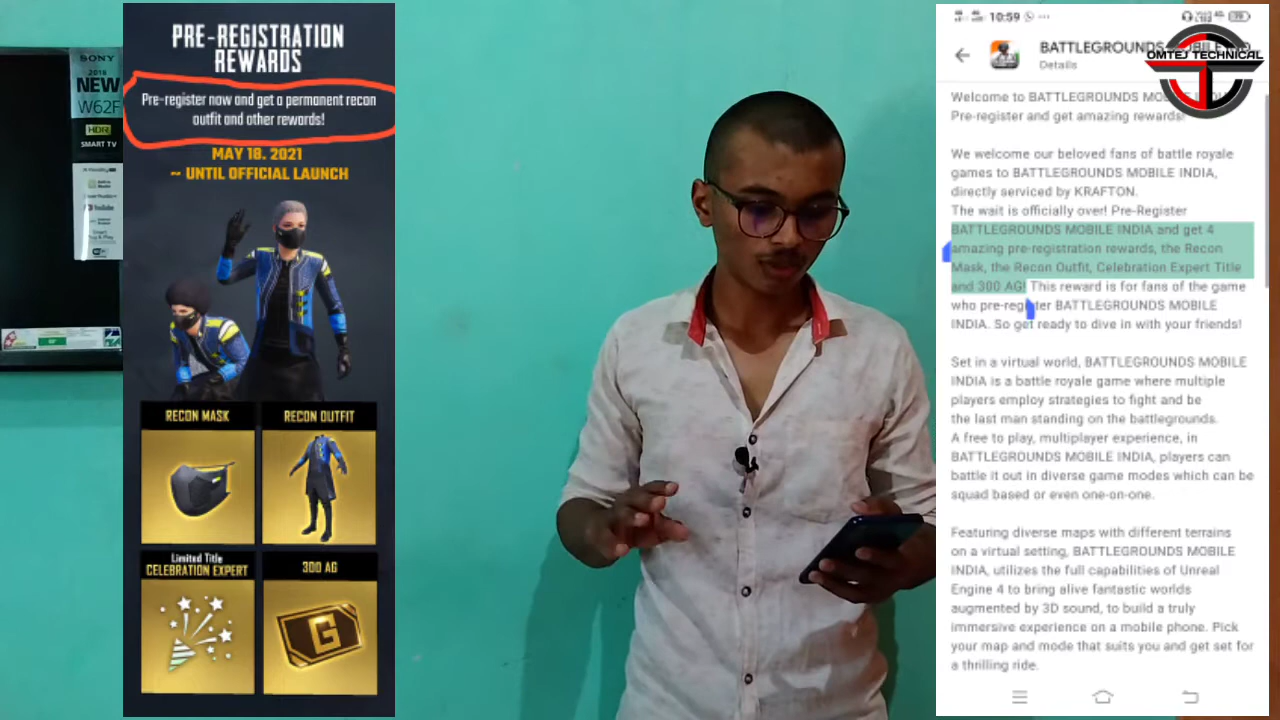 SONY
2018
NEW
W62F
HDR
SMART TV
YouTube
PRE-REGISTRATION
REWARDS
Pre-register now and get a permanent recon
outfit and other rewards!
MAY 18. 2021
~ UNTIL OFFICIAL LAUNCH
RECON MASK
RECON OUTFIT
Limited Title
CELEBRATION EXPERT
300 AG
G
10:59
BATTLEGROUNDS MOBILE
Details
OMTEJ TECHNICAL
Welcome to BATTLEGROUNDS MOBILE INDIA
Pre-register and get amazing rewards!
We welcome our beloved fans of battle royale
games to BATTLEGROUNDS MOBILE INDIA,
directly serviced by KRAFTON.
The wait is officially over! Pre-Register
BATTLEGROUNDS MOBILE INDIA and get 4
amazing pre-registration rewards, the Recon
Mask, the Recon Outfit, Celebration Expert Title
and 300 AG! This reward is for fans of the game
who pre-register BATTLEGROUNDS MOBILE
INDIA. So get ready to dive in with your friends!
Set in a virtual world, BATTLEGROUNDS MOBILE
INDIA is a battle royale game where multiple
players employ strategies to fight and be
the last man standing on the battlegrounds.
A free to play, multiplayer experience, in
BATTLEGROUNDS MOBILE INDIA, players can
battle it out in diverse game modes which can be
squad based or even one-on-one.
Featuring diverse maps with different terrains
on a virtual setting, BATTLEGROUNDS MOBILE
INDIA, utilizes the full capabilities of Unreal
Engine 4 to bring alive fantastic worlds
augmented by 3D sound, to build a truly
immersive experience on a mobile phone. Pick
your map and mode that suits you and get set for
a thrilling ride.